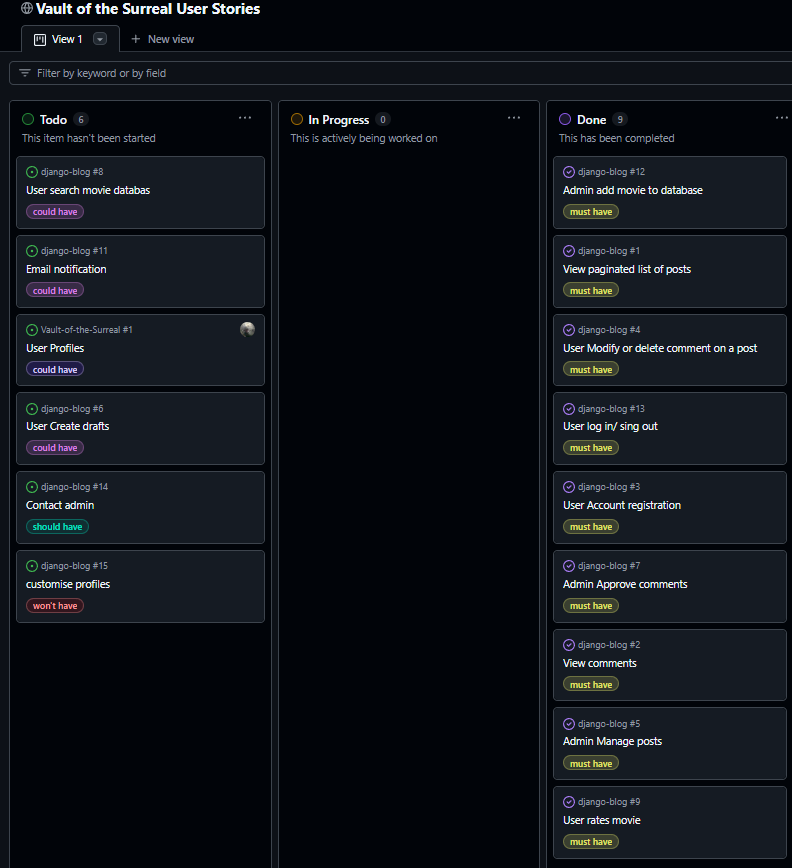 Vault of the Surreal User Stories
View 1
New view
Filter by keyword or by field
Todo 6
This item hasn't been started
django-blog #8
User search movie databas
could have
django-blog #11
Email notification
could have
Vault-of-the-Surreal #1
User Profiles
could have
django-blog #6
User Create drafts
could have
django-blog #14
Contact admin
should have
django-blog #15
customise profiles
won't have
In Progress 0
This is actively being worked on
Done 9
This has been completed
django-blog #12
Admin add movie to database
must have
django-blog #1
View paginated list of posts
must have
django-blog #4
User Modify or delete comment on a post
must have
django-blog #13
User log in/ sing out
must have
django-blog #3
User Account registration
must have
django-blog #7
Admin Approve comments
must have
django-blog #2
View comments
must have
django-blog #5
Admin Manage posts
must have
django-blog #9
User rates movie
must have